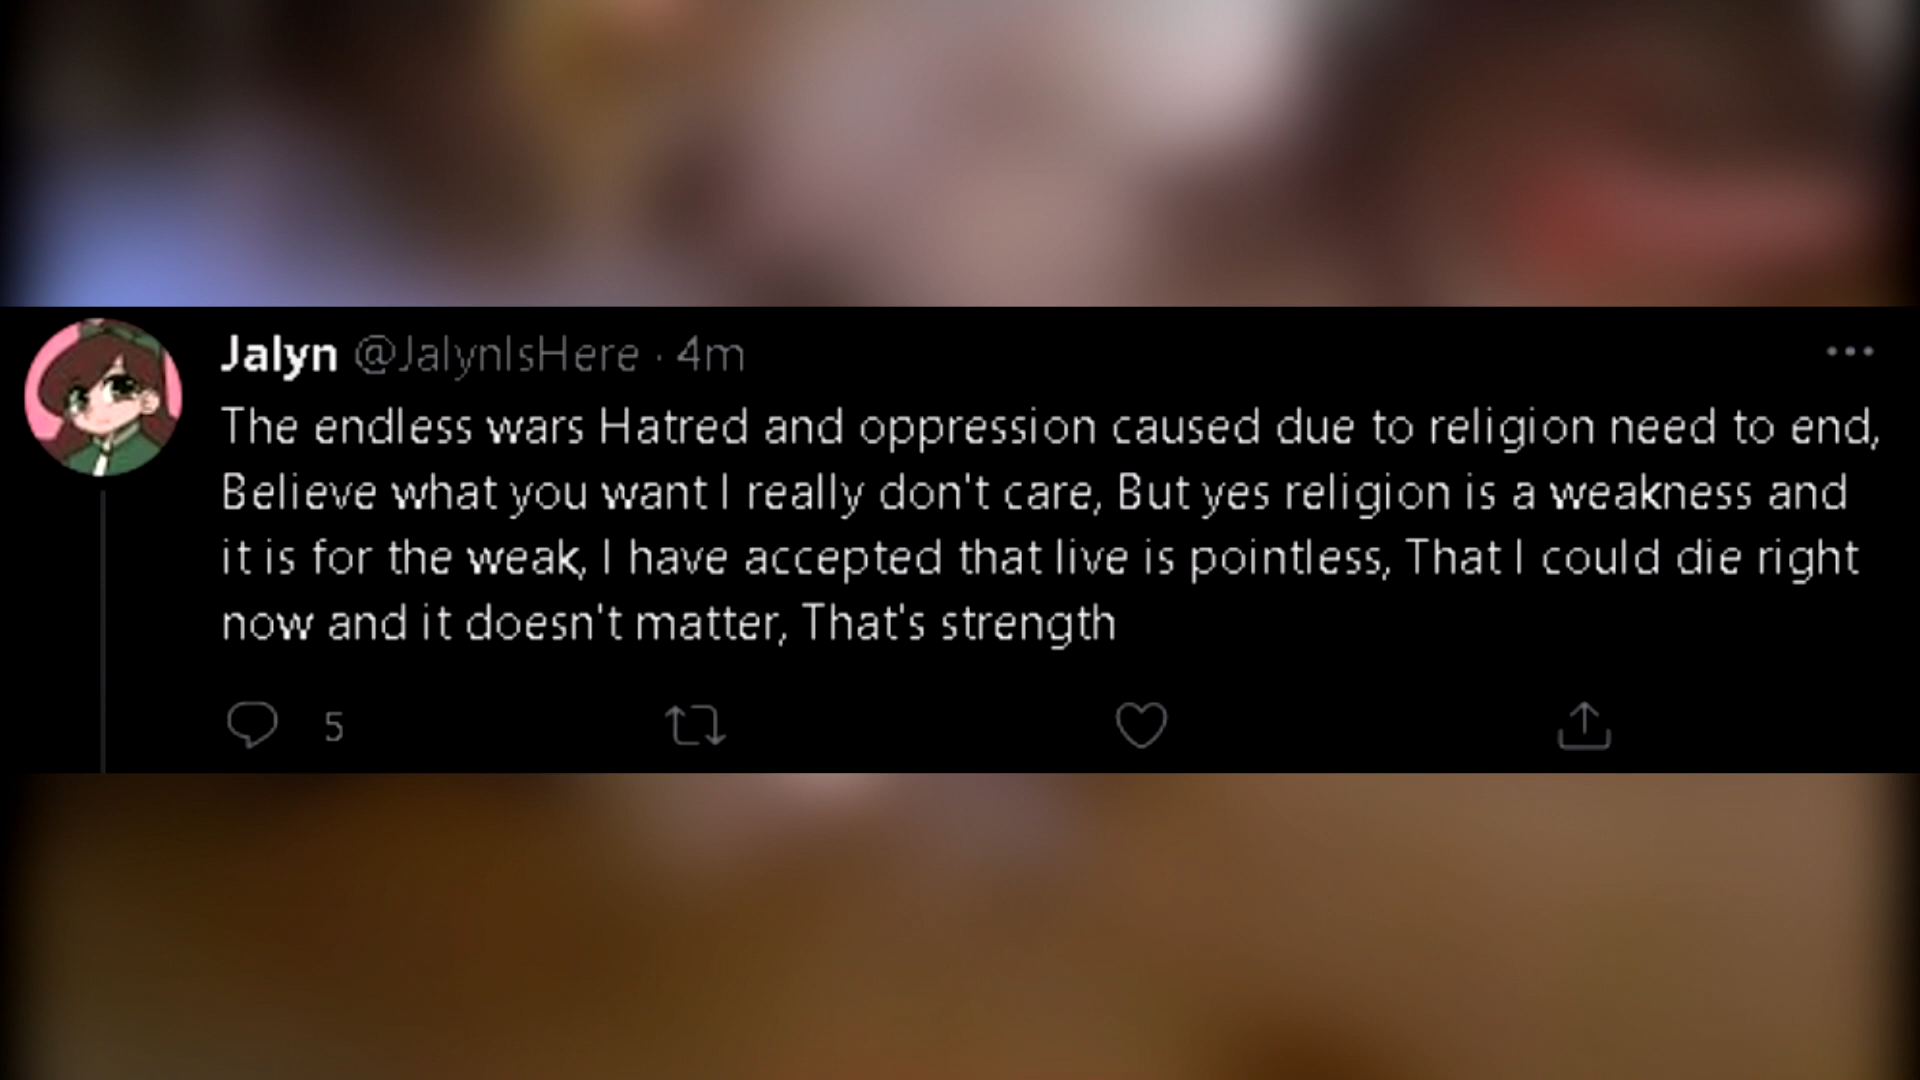 Jalyn @JalynIsHere · 4m
The endless wars Hatred and oppression caused due to religion need to end,
Believe what you want I really don't care, But yes religion is a weakness and
it is for the weak, I have accepted that live is pointless, That I could die right
now and it doesn't matter, That's strength
5